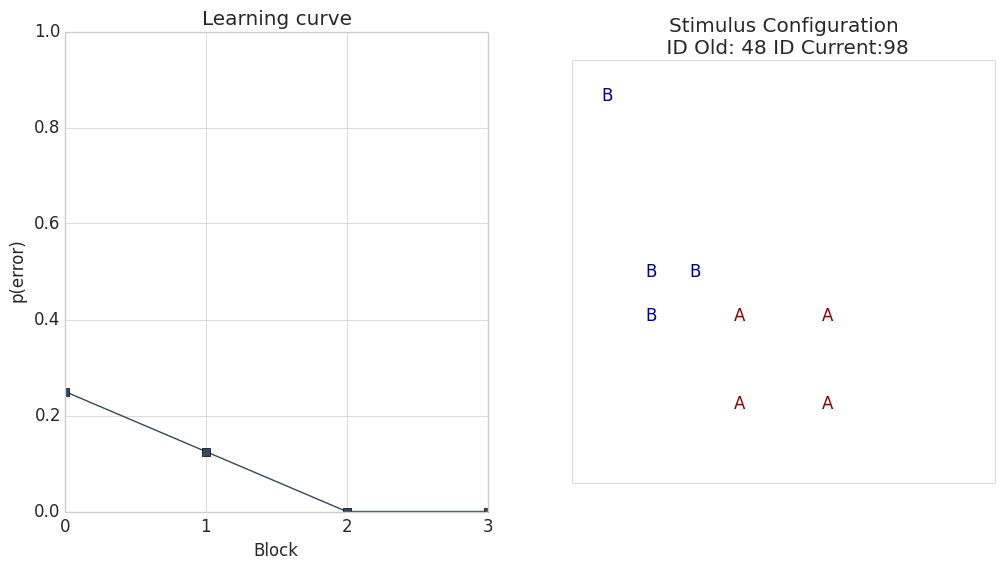 Learning curve
1.0
0.8
0.6
0.4
0.2
0.0
p(error)
0 1 2 3
Block
Stimulus Configuration
ID Old: 48 ID Current:98
B
B B
B A A
A A